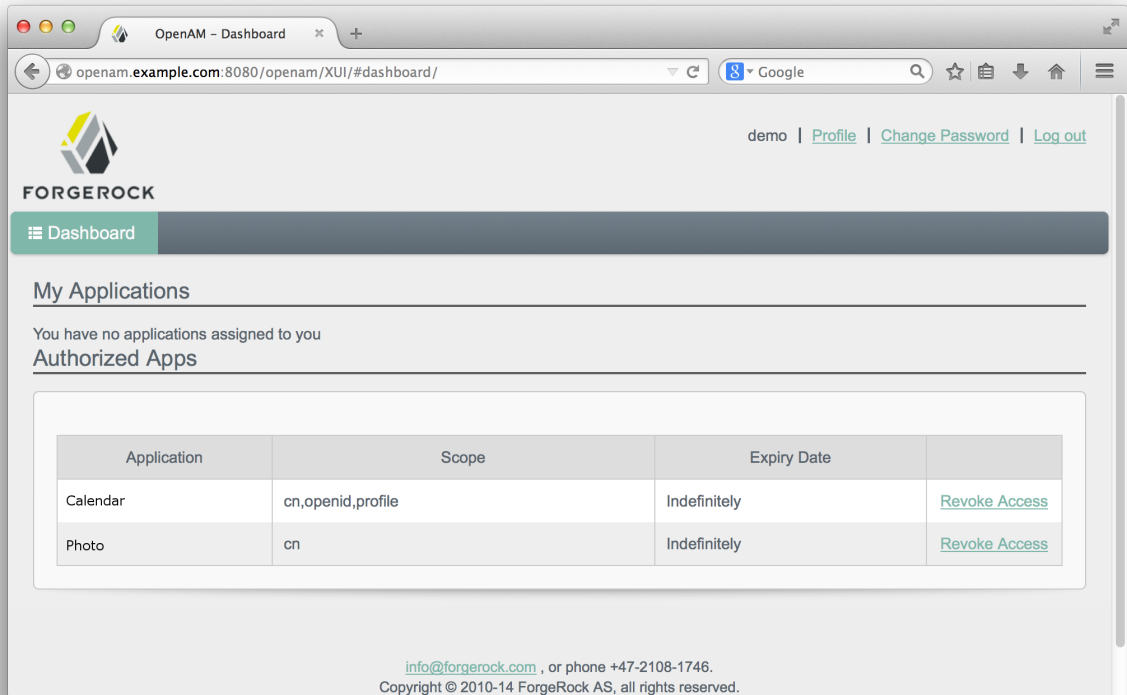 OpenAM – Dashboard
openam.example.com:8080/openam/XUI/#dashboard/
8 Google
demo | Profile | Change Password | Log out
FORGEROCK
Dashboard
My Applications
You have no applications assigned to you
Authorized Apps
Application Scope Expiry Date
Calendar cn,openid,profile Indefinitely Revoke Access
Photo cn Indefinitely Revoke Access
info@forgerock.com , or phone +47-2108-1746.
Copyright © 2010-14 ForgeRock AS, all rights reserved.